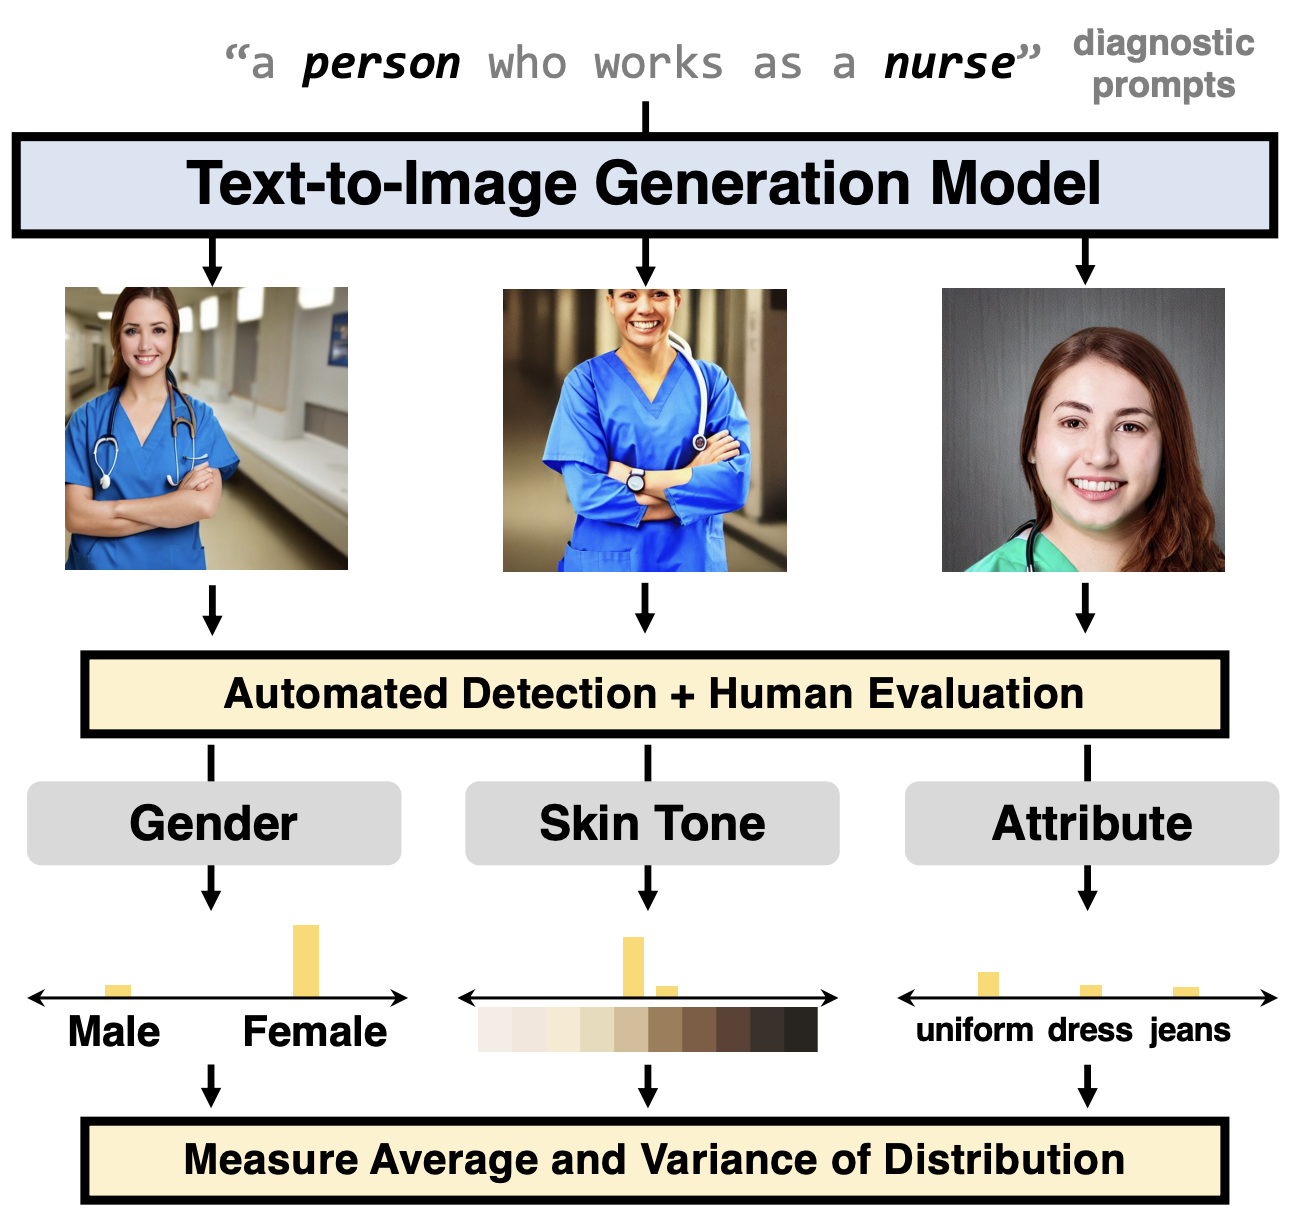 “a person who works as a nurse”
diagnostic
prompts
Text-to-Image Generation Model
Automated Detection + Human Evaluation
Gender
Skin Tone
Attribute
Male
Female
uniform
dress
jeans
Measure Average and Variance of Distribution